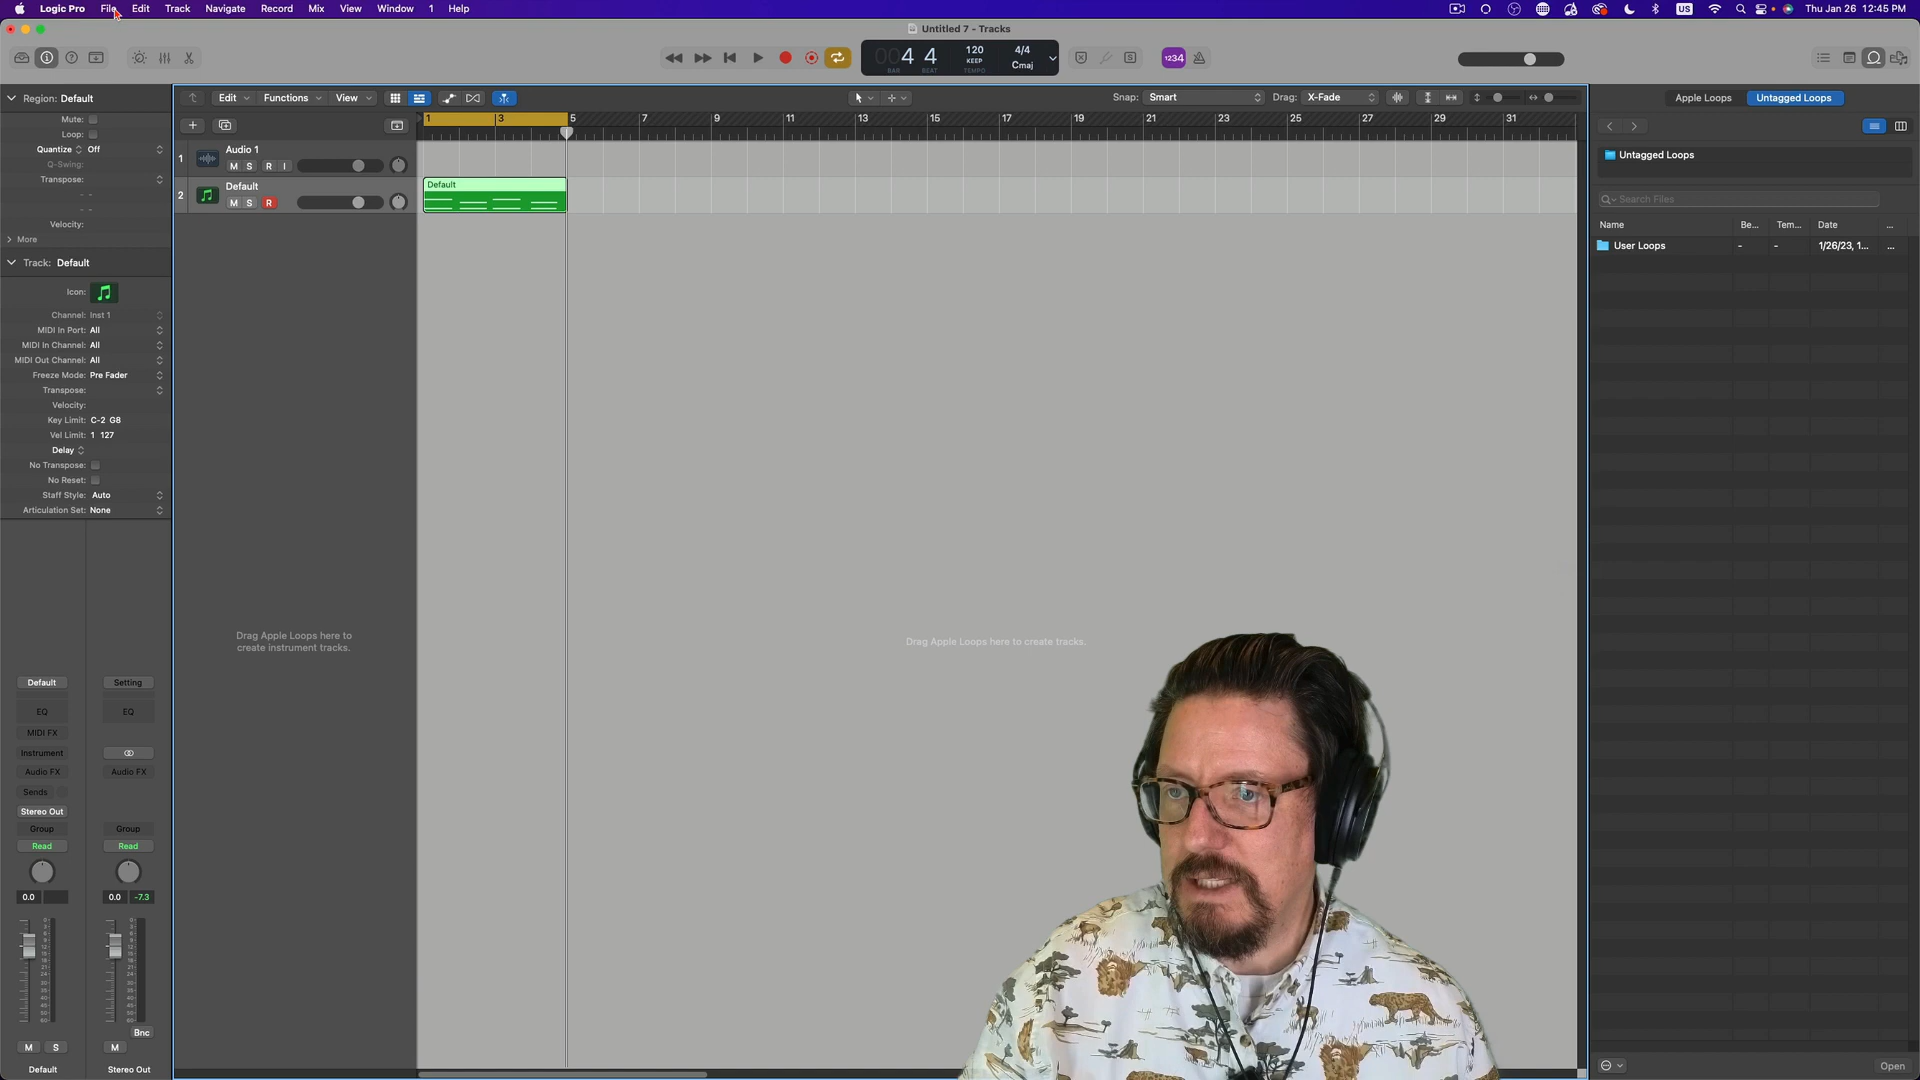 Logic Pro File Edit Track Navigate Record Mix View Window 1 Help
US Thu Jan 26 12:45 PM
Untitled 7 - Tracks
004 4 120 4/4
KEEP Cmaj
BAR BEAT TEMPO
1234
Region: Default
Mute:
Loop:
Quantize Off
Q-Swing:
Transpose:
Velocity:
More
Track: Default
Icon:
Channel: Inst 1
MIDI In Port: All
MIDI In Channel: All
MIDI Out Channel: All
Freeze Mode: Pre Fader
Transpose:
Velocity:
Key Limit: C-2 G8
Vel Limit: 1 127
Delay
No Transpose:
No Reset:
Staff Style: Auto
Articulation Set: None
Default Setting
EQ EQ
MIDI FX
Instrument
Audio FX Audio FX
Sends
Stereo Out
Group Group
Read Read
0.0 0.0 -7.3
Bnc
M S M
Default Stereo Out
Edit Functions View
Snap: Smart Drag: X-Fade
1 3 5 7 9 11 13 15 17 19 21 23 25 27 29 31
1 Audio 1
M S R I
2 Default
M S R
Default
Drag Apple Loops here to
create instrument tracks.
Drag Apple Loops here to create tracks.
Apple Loops Untagged Loops
Untagged Loops
Search Files
Name Be... Tem... Date ...
User Loops - - 1/26/23, 1... ...
Open